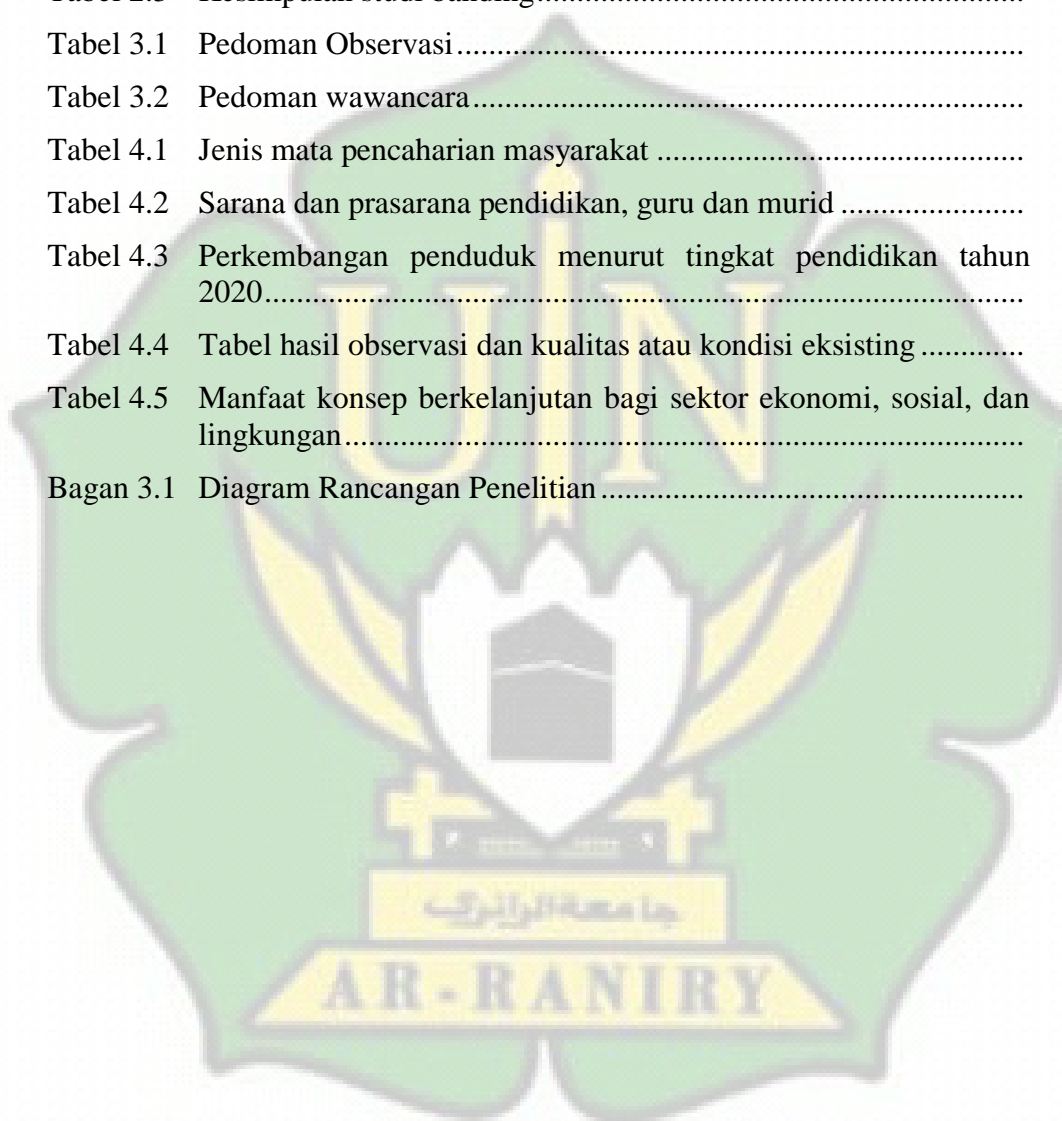 Tabel 3.1 Pedoman Observasi
Tabel 3.2 Pedoman wawancara
Tabel 4.1 Jenis mata pencaharian masyarakat
Tabel 4.2 Sarana dan prasarana pendidikan, guru dan murid
Tabel 4.3 Perkembangan penduduk menurut tingkat pendidikan tahun
2020
Tabel 4.4 Tabel hasil observasi dan kualitas atau kondisi eksisting
Tabel 4.5 Manfaat konsep berkelanjutan bagi sektor ekonomi, sosial, dan
lingkungan
Bagan 3.1 Diagram Rancangan Penelitian
UIN
جامعة الرانري
AR-RANIRY